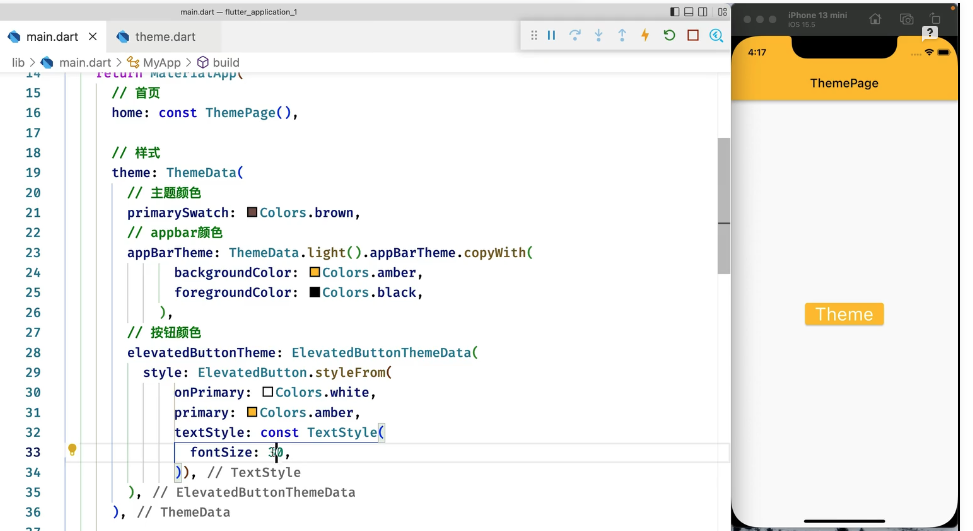 main.dart — flutter_application_1
main.dart
theme.dart
lib > main.dart > MyApp > build
14 return MaterialApp(
15 // 首页
16 home: const ThemePage(),
17
18 // 样式
19 theme: ThemeData(
20 // 主题颜色
21 primarySwatch: Colors.brown,
22 // appbar颜色
23 appBarTheme: ThemeData.light().appBarTheme.copyWith(
24 backgroundColor: Colors.amber,
25 foregroundColor: Colors.black,
26 ),
27 // 按钮颜色
28 elevatedButtonTheme: ElevatedButtonThemeData(
29 style: ElevatedButton.styleFrom(
30 onPrimary: Colors.white,
31 primary: Colors.amber,
32 textStyle: const TextStyle(
33 fontSize: 30,
34 )), // TextStyle
35 ), // ElevatedButtonThemeData
36 ), // ThemeData
37
iPhone 13 mini
iOS 15.5
?
4:17
ThemePage
Theme